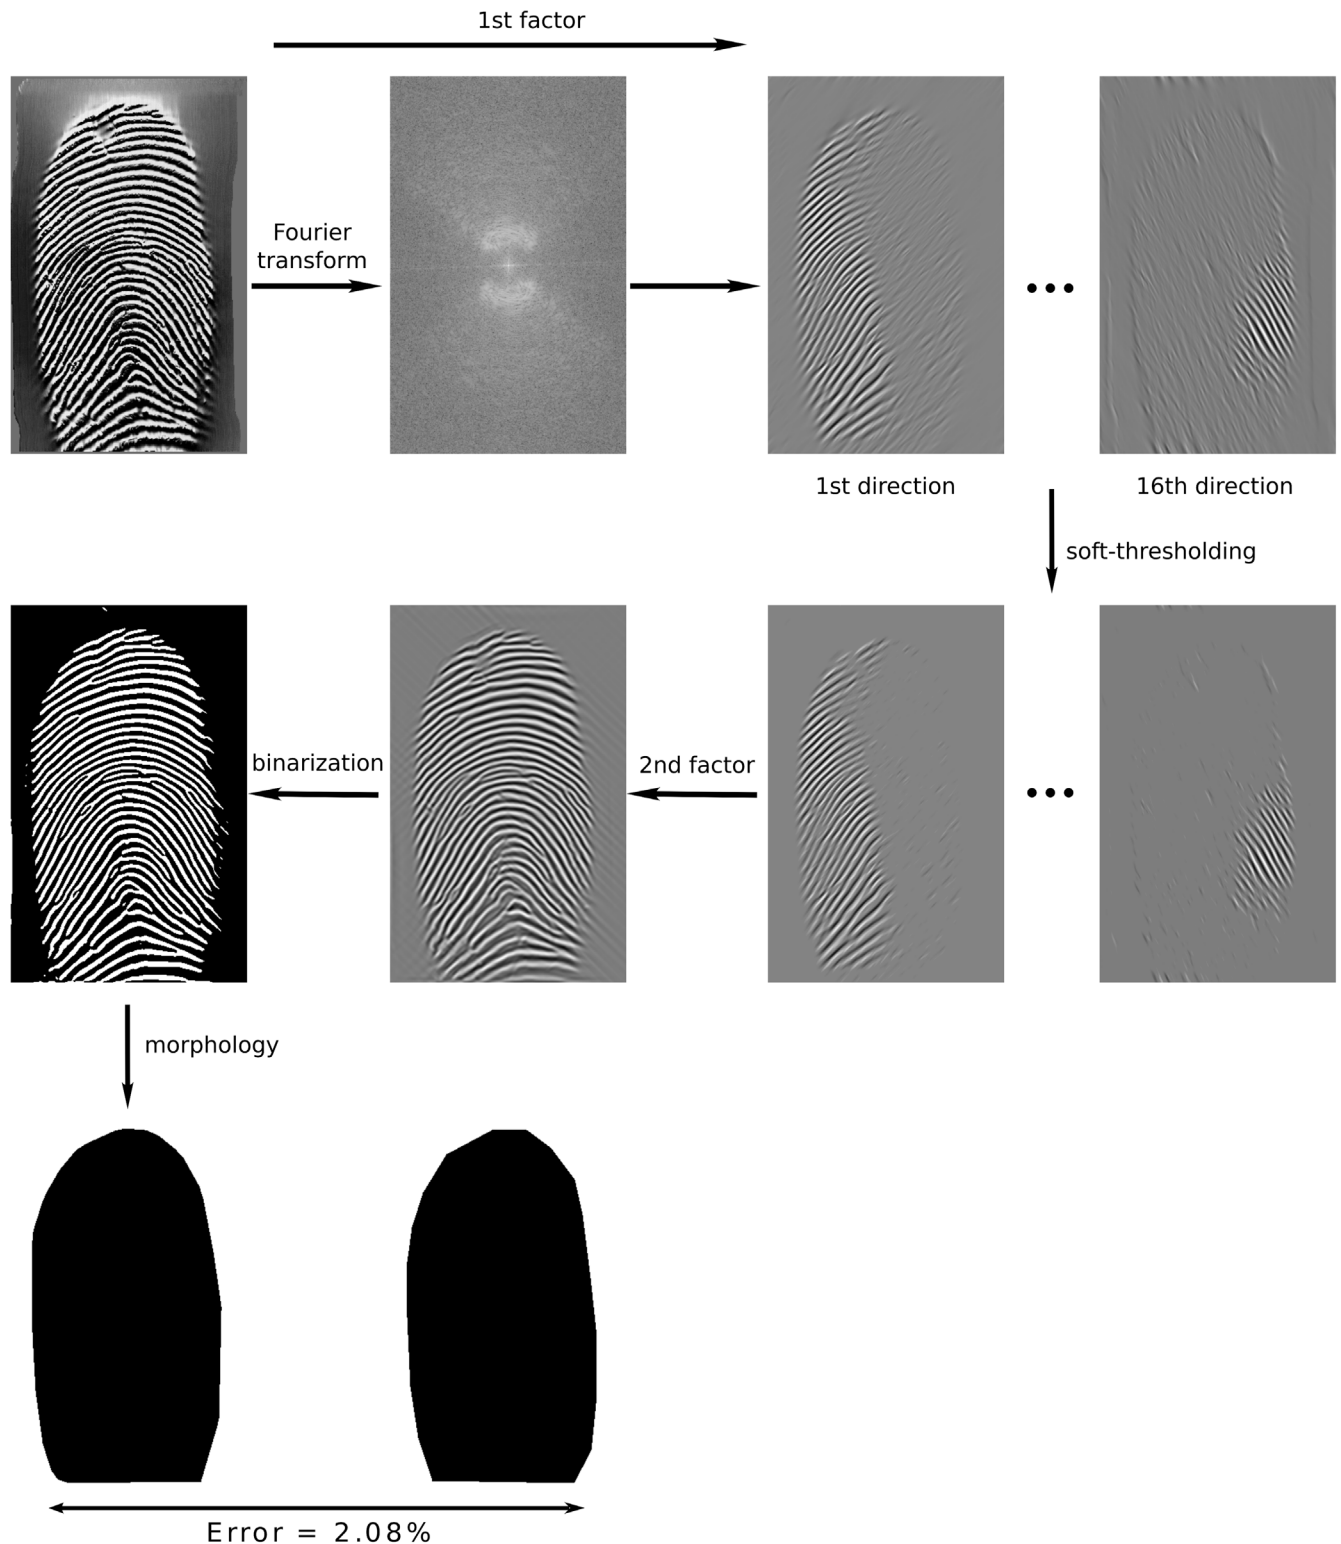 1st factor
Fourier
transform
1st direction
16th direction
soft-thresholding
binarization
2nd factor
morphology
Error = 2.08%